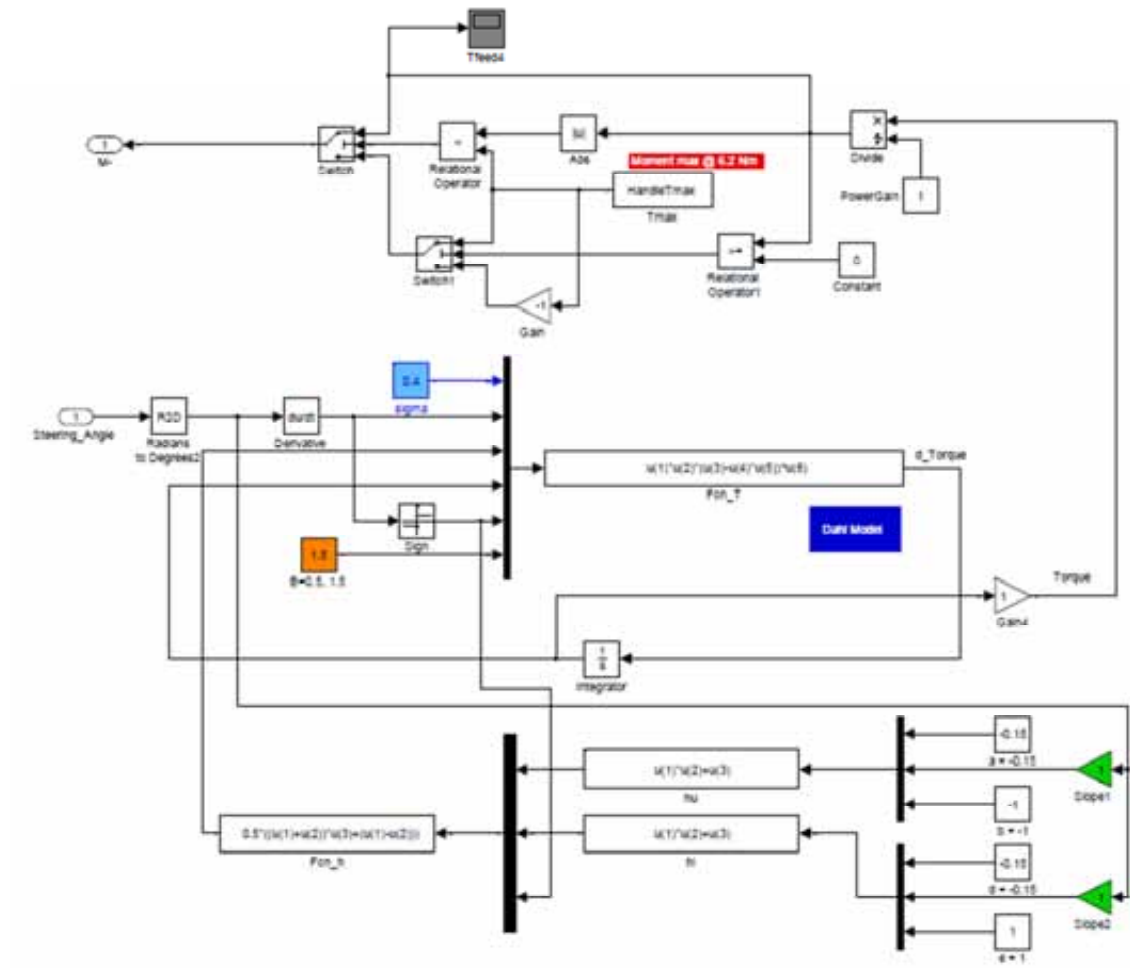 Tfeed4
1
Switch
Relational
Operator
|u|
Abs
Divide
Moment max @ 6.2 Nm
HandleTmax
Tmax
PowerGain
1
Switch1
-1
Gain
Relational
Operator1
0
Constant
1
Steering_Angle
R2D
Radians
to Degrees2
du/dt
Derivative
sigma
Sign
1.5
B=0.5, 1.5
d_Torque
Fcn_T
Dahl Model
Torque
1
Gain4
1
s
Integrator
-0.15
a = -0.15
-1
b = -1
1
Slope1
u(1)*u(2)+u(3)
hu
0.5*((u(1)+u(2))*u(3)+(u(1)-u(2)))
Fcn_h
u(1)*u(2)+u(3)
hl
-0.15
= -0.15
1
= 1
1
Slope2